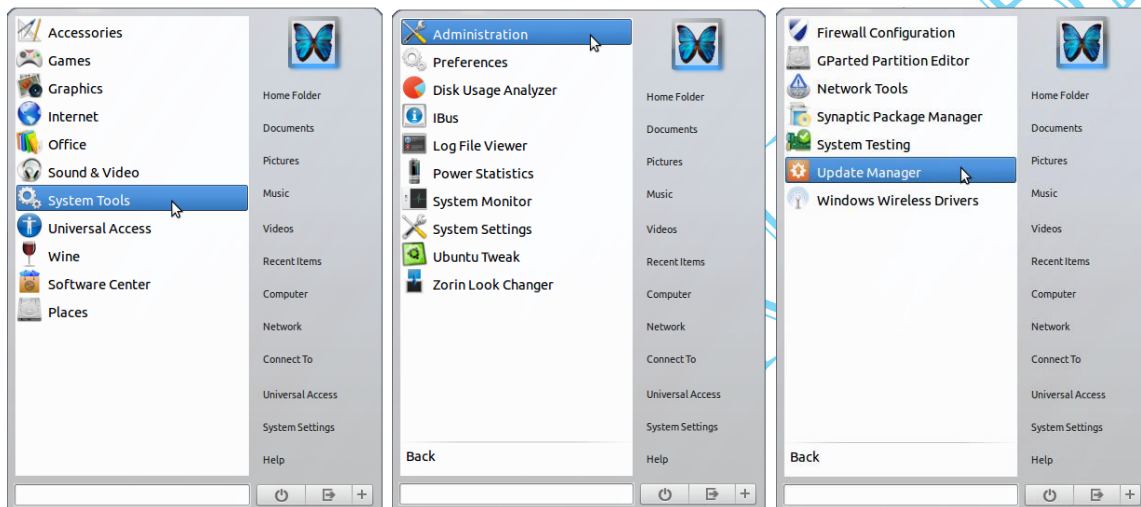 Accessories
Games
Graphics
Internet
Office
Sound & Video
System Tools
Universal Access
Wine
Software Center
Places
Home Folder
Documents
Pictures
Music
Videos
Recent Items
Computer
Network
Connect To
Universal Access
System Settings
Help
Administration
Preferences
Disk Usage Analyzer
IBus
Log File Viewer
Power Statistics
System Monitor
System Settings
Ubuntu Tweak
Zorin Look Changer
Back
Home Folder
Documents
Pictures
Music
Videos
Recent Items
Computer
Network
Connect To
Universal Access
System Settings
Help
Firewall Configuration
GParted Partition Editor
Network Tools
Synaptic Package Manager
System Testing
Update Manager
Windows Wireless Drivers
Back
Home Folder
Documents
Pictures
Music
Videos
Recent Items
Computer
Network
Connect To
Universal Access
System Settings
Help